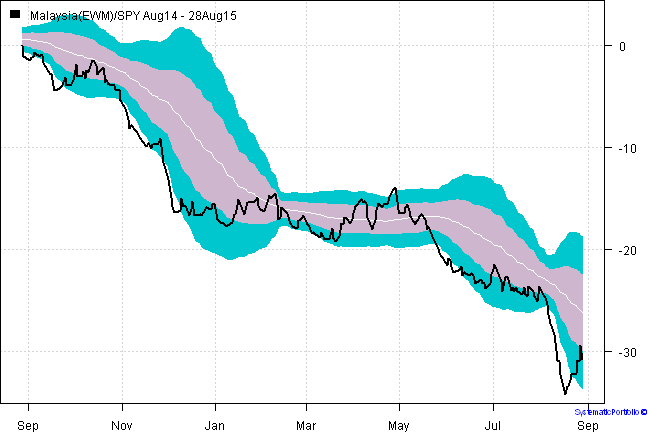 Malaysia(EWM)/SPY Aug14 - 28Aug15
0
-10
-20
-30
Sep Nov Jan Mar May Jul Sep
SystematicPortfolio ©